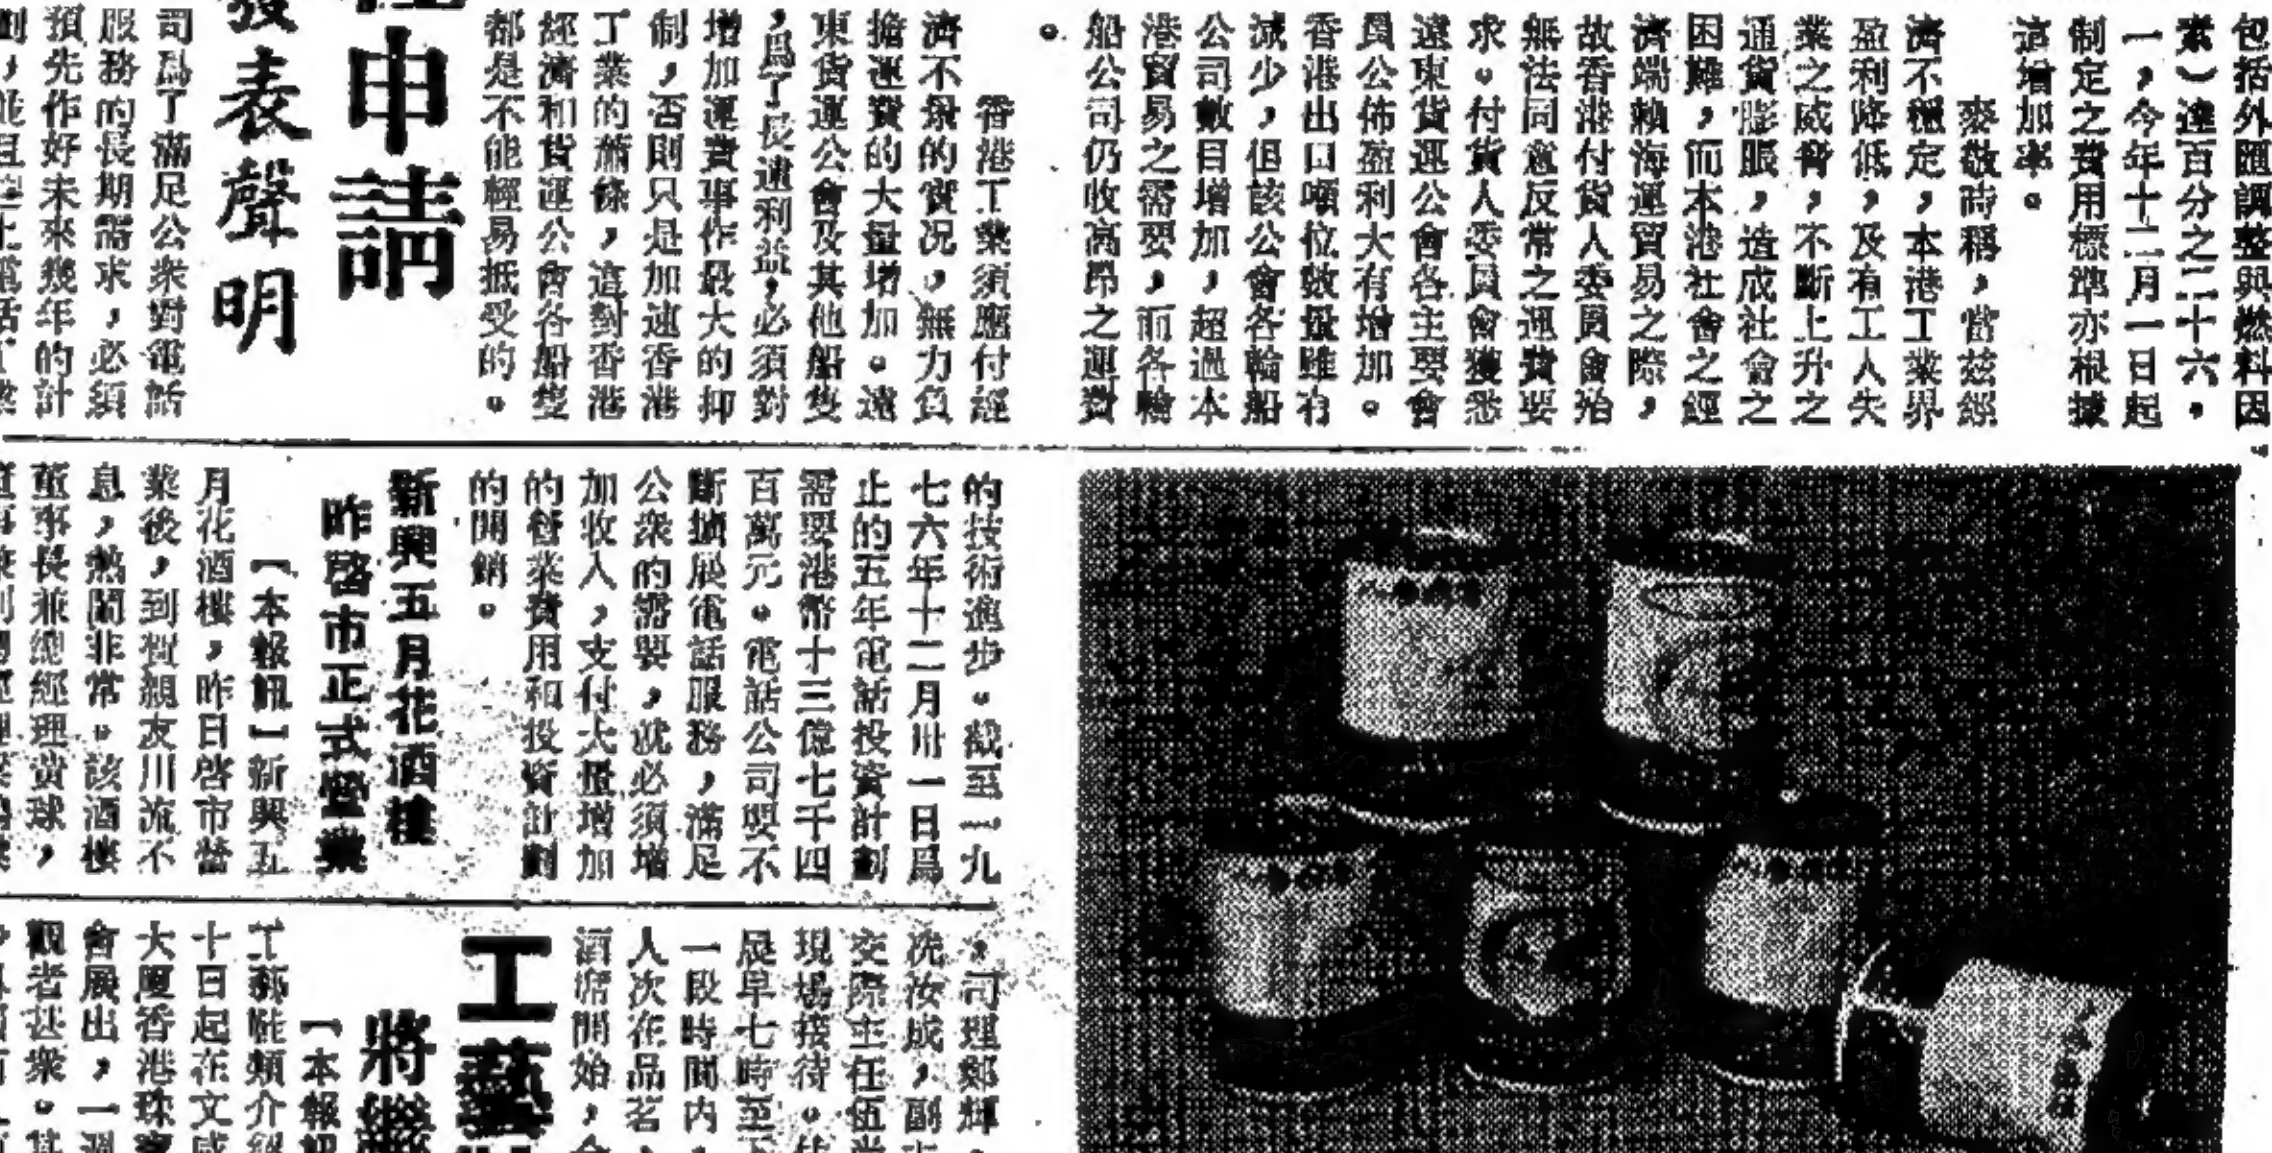 包括外匯調整與燃料因
素)達百分之二十六。
一,今年十二月一日起
制定之費用標準亦根據
這增加率。
麥敬時稱,當茲經
濟不穩定,本港工業界
盈利降低,及有工人失
業之威脅,不斷上升之
通貨膨脹,造成社會之
困難,而本港社會之經
濟端賴海運貿易之際,
故香港付貨人委員會殆
無法同意反常之運費要
求。付貨人委員會獲悉
遠東貨運公會各主要會
員公佈盈利大有增加。
香港出口噸位數量雖有
減少,但該公會各輪船
公司數目增加,超過本
港貿易之需要,而各輪
船公司仍收高昂之運費
。
香港工業須應付經
濟不景的實況,無力負
擔運費的大量增加。遠
東貨運公會及其他船隻
,為了長遠利益,必須對
增加運費事作最大的抑
制,否則只是加速香港
工業的蕭條,這對香港
經濟和貨運公會各船隻
都是不能輕易抵受的。
申請
發表聲明
司為了滿足公眾對電話
服務的長期需求,必須
預先作好未來幾年的計
的技術進步。截至一九
七六年十二月卅一日為
止的五年電話投資計劃
需要港幣十三億七千四
百萬元。電話公司要不
斷擴展電話服務,滿足
公眾的需要,就必須增
加收入,支付大量增加
的營業費用和投資計劃
的開銷。
新興五月花酒樓
昨啓市正式營業
【本報訊】新興五
月花酒樓,昨日啓市營
業後,到賀親友川流不
息,熱鬧非常。該酒樓
董事長兼總經理黃球,
,司理鄭輝,
冼汝成,副
交際主任伍
現場接待。
晨早七時至
一段時間內,
人次在品茗
酒席開始,
工藝
將繼
【本報訊
工藝鞋類介紹
十日起在文咸
大廈香港珠寶
會展出,一週
觀者甚衆。其